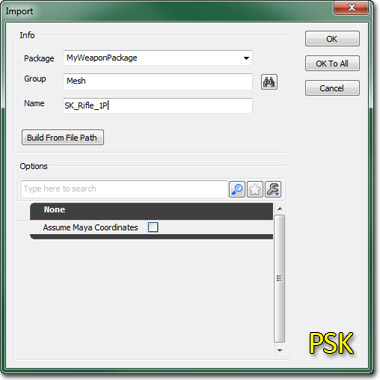 Import
Info
Package MyWeaponPackage
Group Mesh
Name SK_Rifle_1P
Build From File Path
OK
OK To All
Cancel
Options
Type here to search
None
Assume Maya Coordinates
PSK